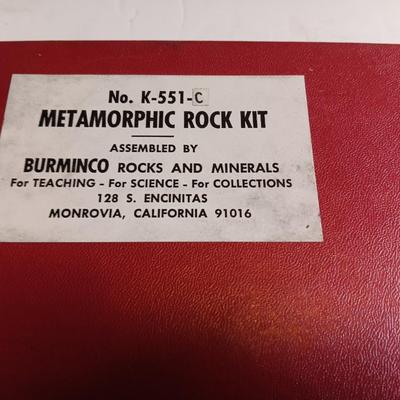 No. K-551-C
METAMORPHIC ROCK KIT
ASSEMBLED BY
BURMINCO ROCKS AND MINERALS
For TEACHING - For SCIENCE - For COLLECTIONS
128 S. ENCINITAS
MONROVIA, CALIFORNIA 91016